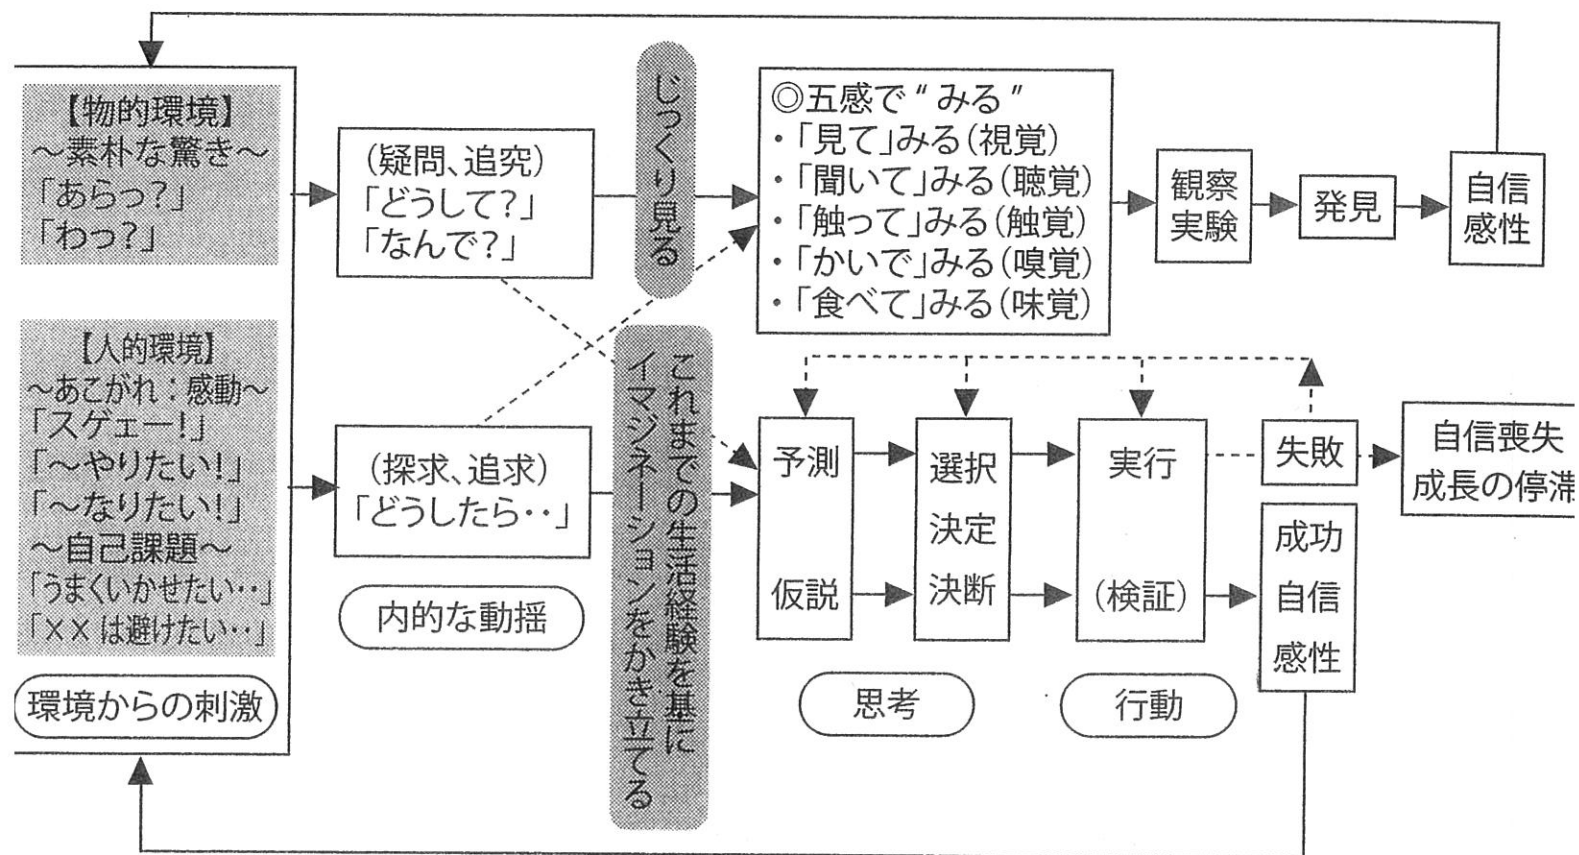 【物的環境】
～素朴な驚き～
「あらっ?」
「わっ?」
【人的環境】
～あこがれ：感動～
「スゲェー!」
「～やりたい!」
「～なりたい!」
～自己課題～
「うまくいかせたい‥」
「××は避けたい‥」
環境からの刺激
(疑問、追究)
「どうして?」
「なんで?」
(探求、追求)
「どうしたら‥」
内的な動揺
じっくり見る
これまでの生活経験を基に
イマジネーションをかき立てる
◎五感で“みる”
・「見て」みる(視覚)
・「聞いて」みる(聴覚)
・「触って」みる(触覚)
・「かいで」みる(嗅覚)
・「食べて」みる(味覚)
観察
実験
発見
自信
感性
予測
仮説
選択
決定
決断
思考
実行
(検証)
行動
失敗
成功
自信
感性
自信喪失
成長の停滞